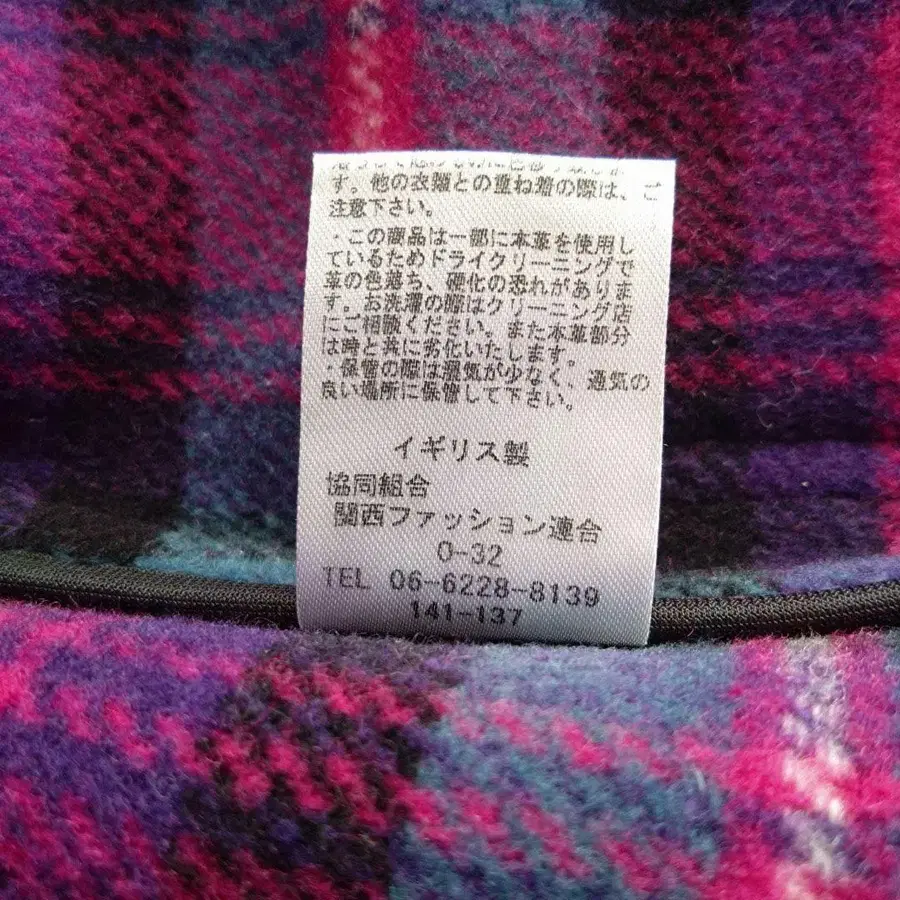 す。他の衣類との重ね着の際は、ご
注意下さい。
・この商品は一部に本革を使用し
ているためドライクリーニングで
革の色落ち、硬化の恐れがありま
す。お洗濯の際はクリーニング店
にご相談ください。また本革部分
は時と共に劣化いたします。
・保管の際は湿気が少なく、通気の
良い場所に保管して下さい。
イギリス製
協同組合
関西ファッション連合
0-32
TEL 06-6228-8139
141-137